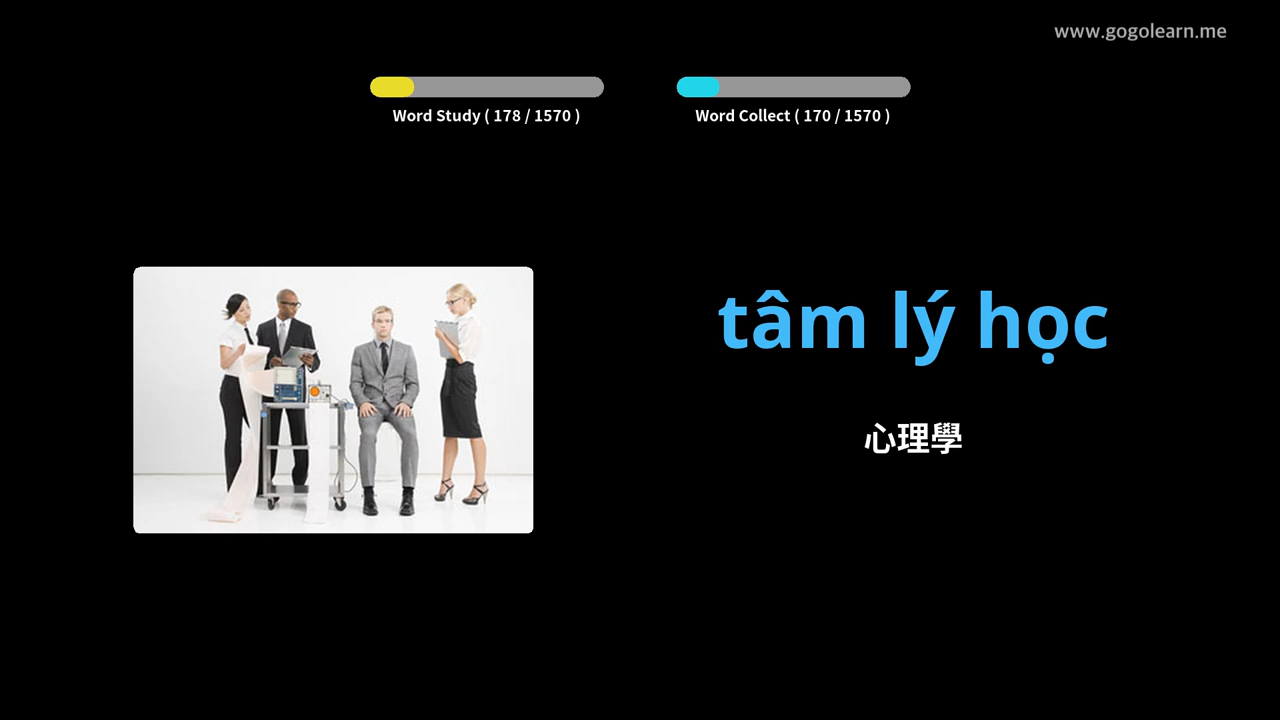 www.gogolearn.me
Word Study ( 178 / 1570 )
Word Collect ( 170 / 1570 )
tâm lý học
心理學